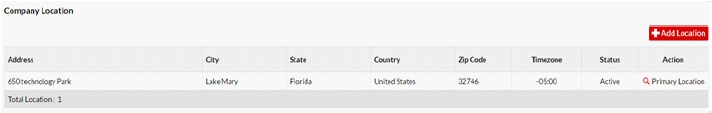 Company Location
Add Location
Address City State Country Zip Code Timezone Status Action
650 technology Park Lake Mary Florida United States 32746 -05:00 Active Primary Location
Total Location: 1